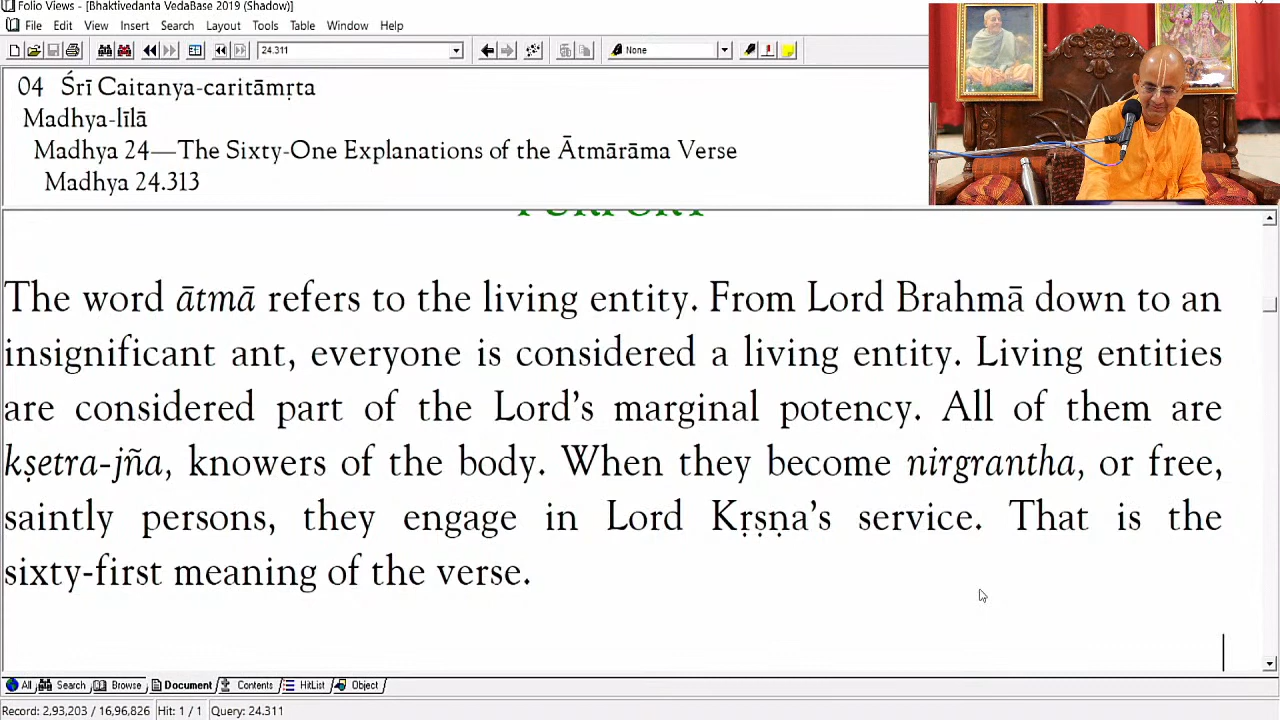 Folio Views - [Bhaktivedanta VedaBase 2019 (Shadow)]
File Edit View Insert Search Layout Tools Table Window Help
24.311 None
04 Śrī Caitanya-caritāmṛta
Madhya-līlā
Madhya 24—The Sixty-One Explanations of the Ātmārāma Verse
Madhya 24.313
PURPORT
The word ātmā refers to the living entity. From Lord Brahmā down to an
insignificant ant, everyone is considered a living entity. Living entities
are considered part of the Lord’s marginal potency. All of them are
kṣetra-jña, knowers of the body. When they become nirgrantha, or free,
saintly persons, they engage in Lord Kṛṣṇa’s service. That is the
sixty-first meaning of the verse.
All Search Browse Document Contents HitList Object
Record: 2,93,203 / 16,96,826 Hit: 1 / 1 Query: 24.311